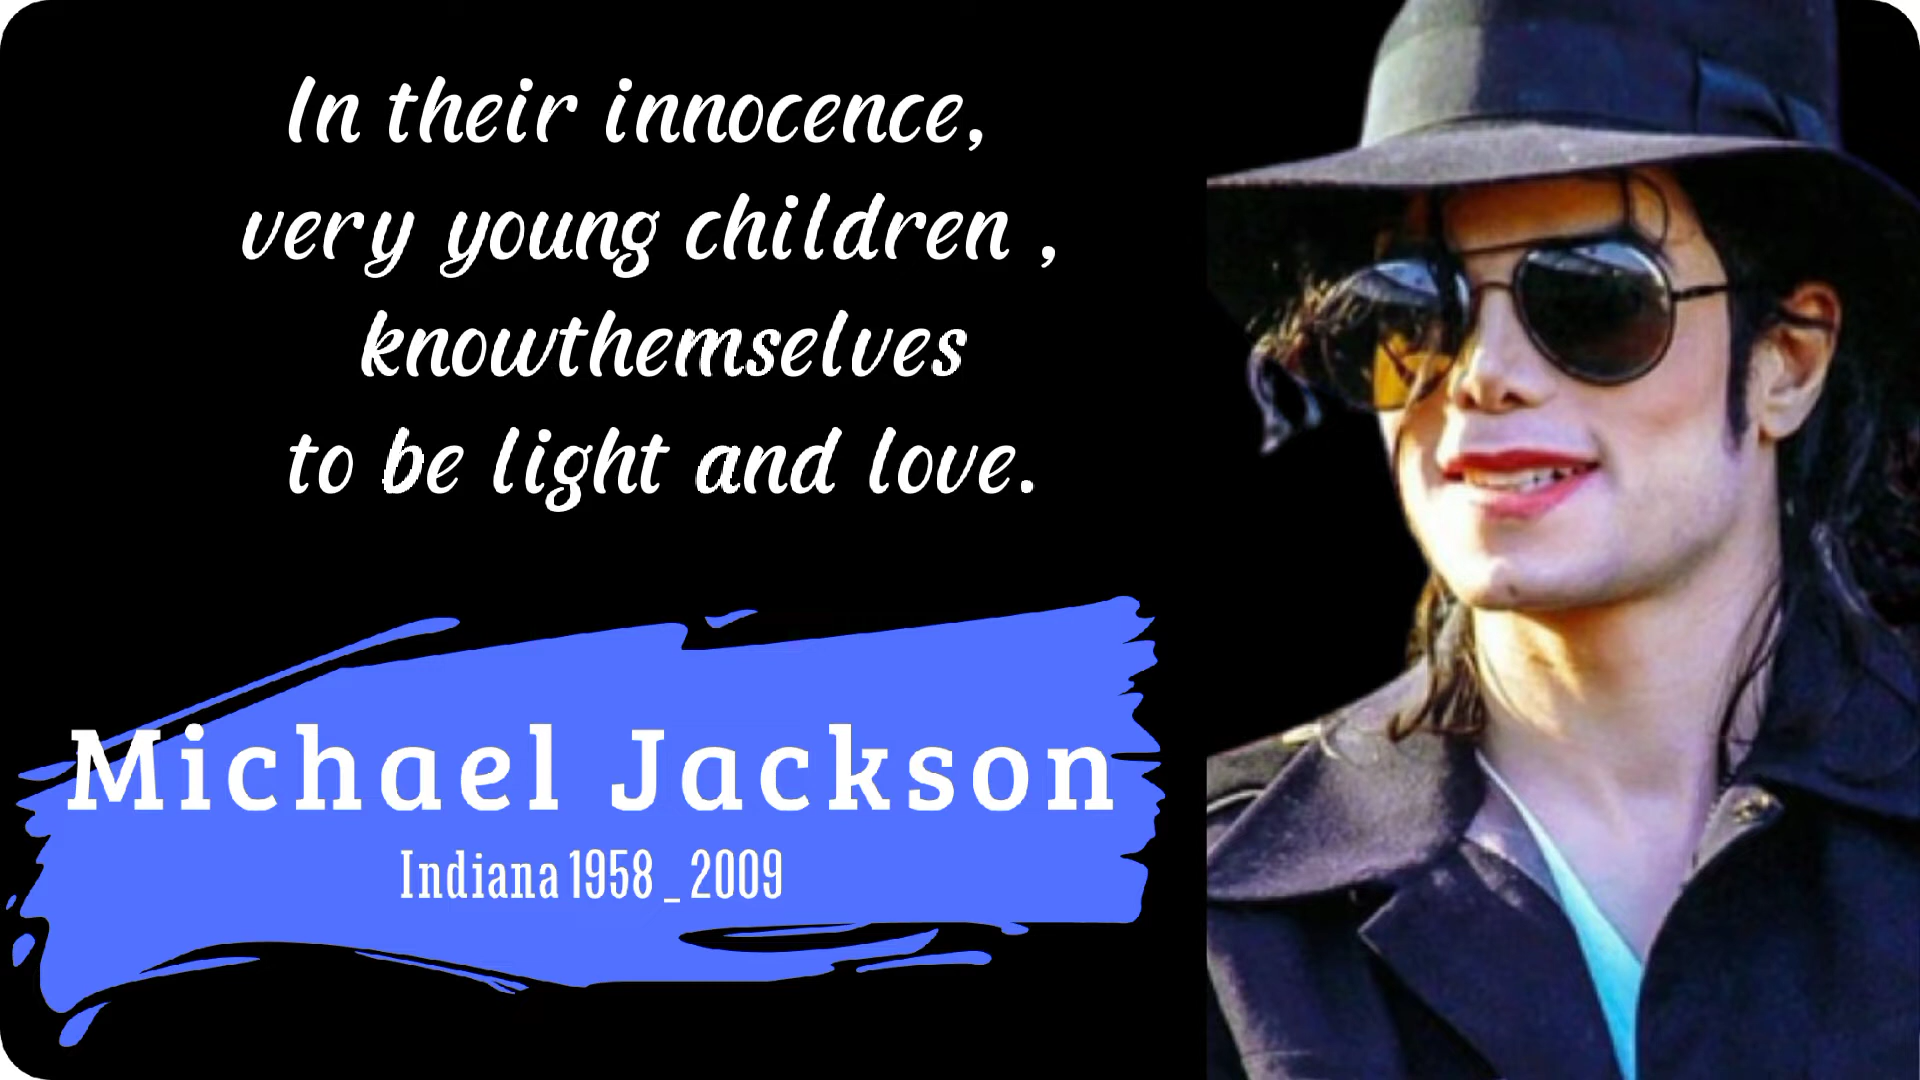 In their innocence,
very young children ,
knowthemselves
to be light and love.
Michael Jackson
Indiana 1958 _ 2009